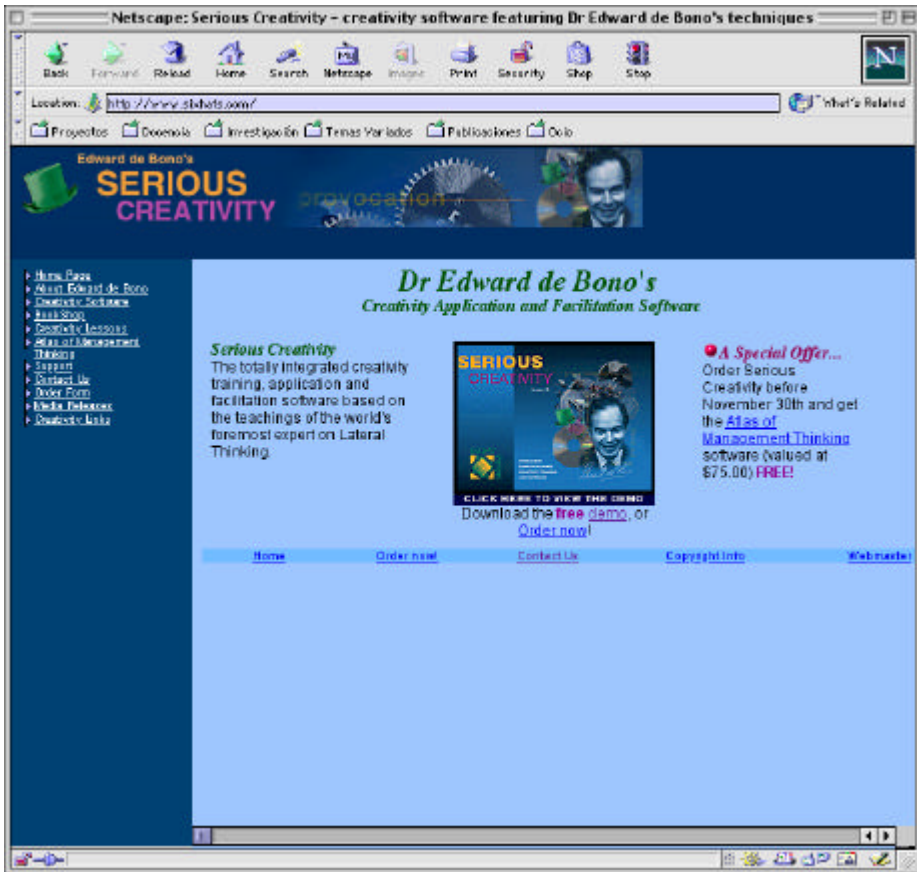 Netscape: Serious Creativity – creativity software featuring Dr Edward de Bono's techniques
Back Forward Reload Home Search Netscape Images Print Security Shop Stop
N
Location: http://www.sixhats.com/ What's Related
Proyectos Docencia Investigación Temas Variados Publicaciones Ocio
Edward de Bono's
SERIOUS
CREATIVITY
provocation
Home Page
About Edward de Bono
Creativity Software
Book Shop
Creativity Lessons
Atlas of Management
Thinking
Support
Contact Us
Order Form
Media Releases
Creativity Links
Dr Edward de Bono's
Creativity Application and Facilitation Software
Serious Creativity
The totally integrated creativity
training, application and
facilitation software based on
the teachings of the world's
foremost expert on Lateral
Thinking.
SERIOUS
CREATIVITY
CLICK HERE TO VIEW THE DEMO
Download the free demo, or
Order now!
A Special Offer...
Order Serious
Creativity before
November 30th and get
the Atlas of
Management Thinking
software (valued at
$75.00) FREE!
Home Order now! Contact Us Copyright Info Webmaster